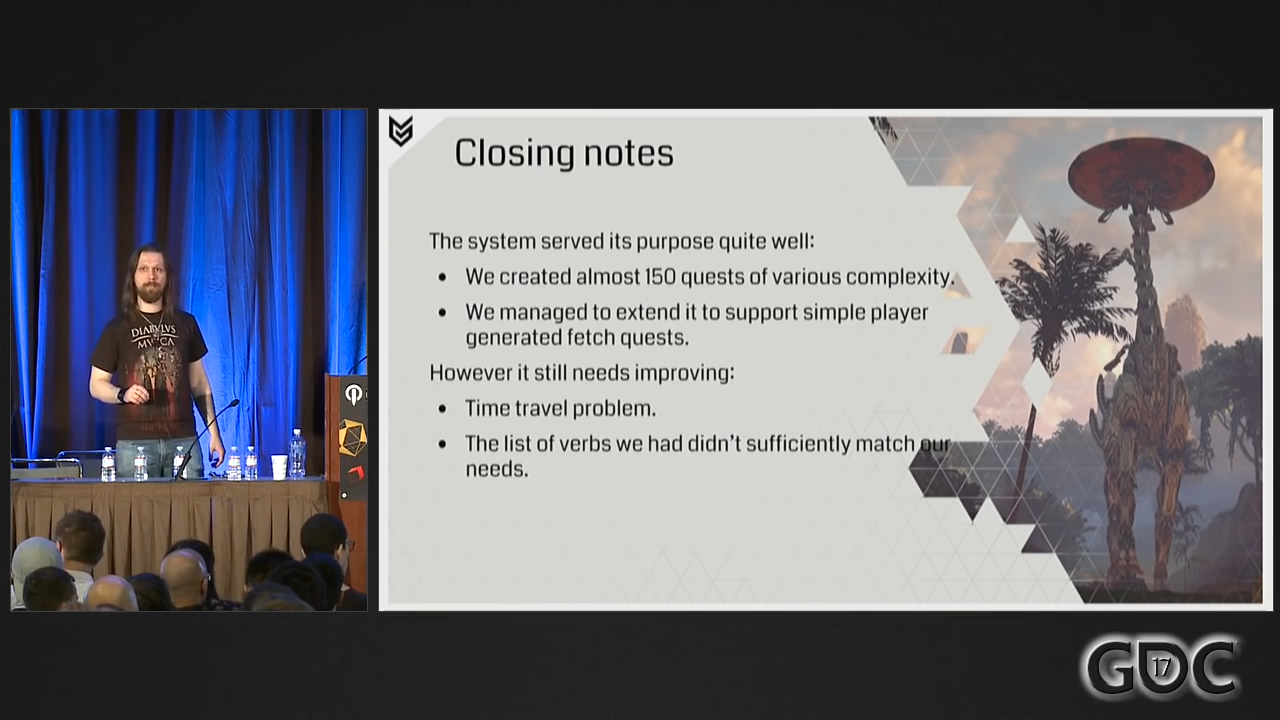 Closing notes
The system served its purpose quite well:
• We created almost 150 quests of various complexity.
• We managed to extend it to support simple player
generated fetch quests.
However it still needs improving:
• Time travel problem.
• The list of verbs we had didn't sufficiently match our
needs.
DIABOLVS
MVSICA
GDC
17